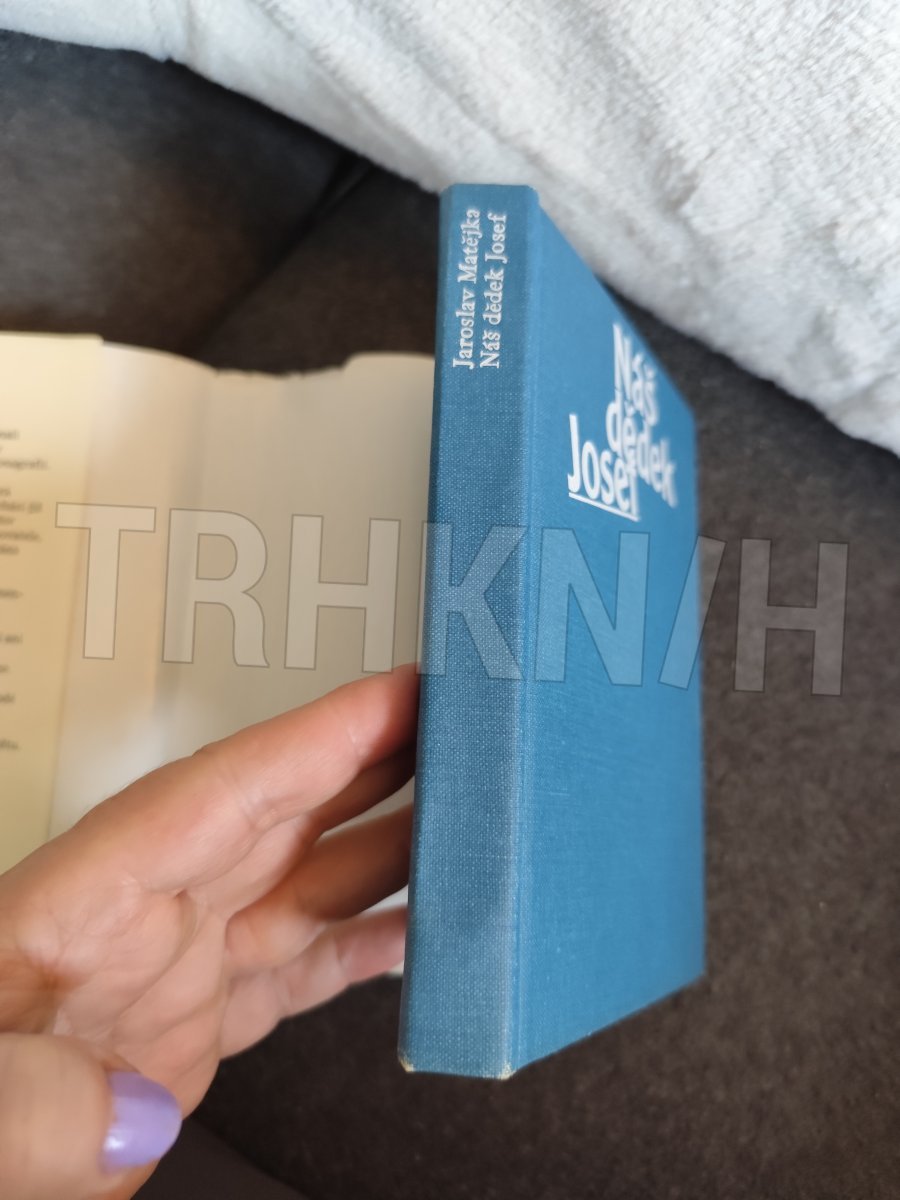 Jaroslav Matějka
Náš dědek Josef
Náš
dědek
Josef
TRHKNIH